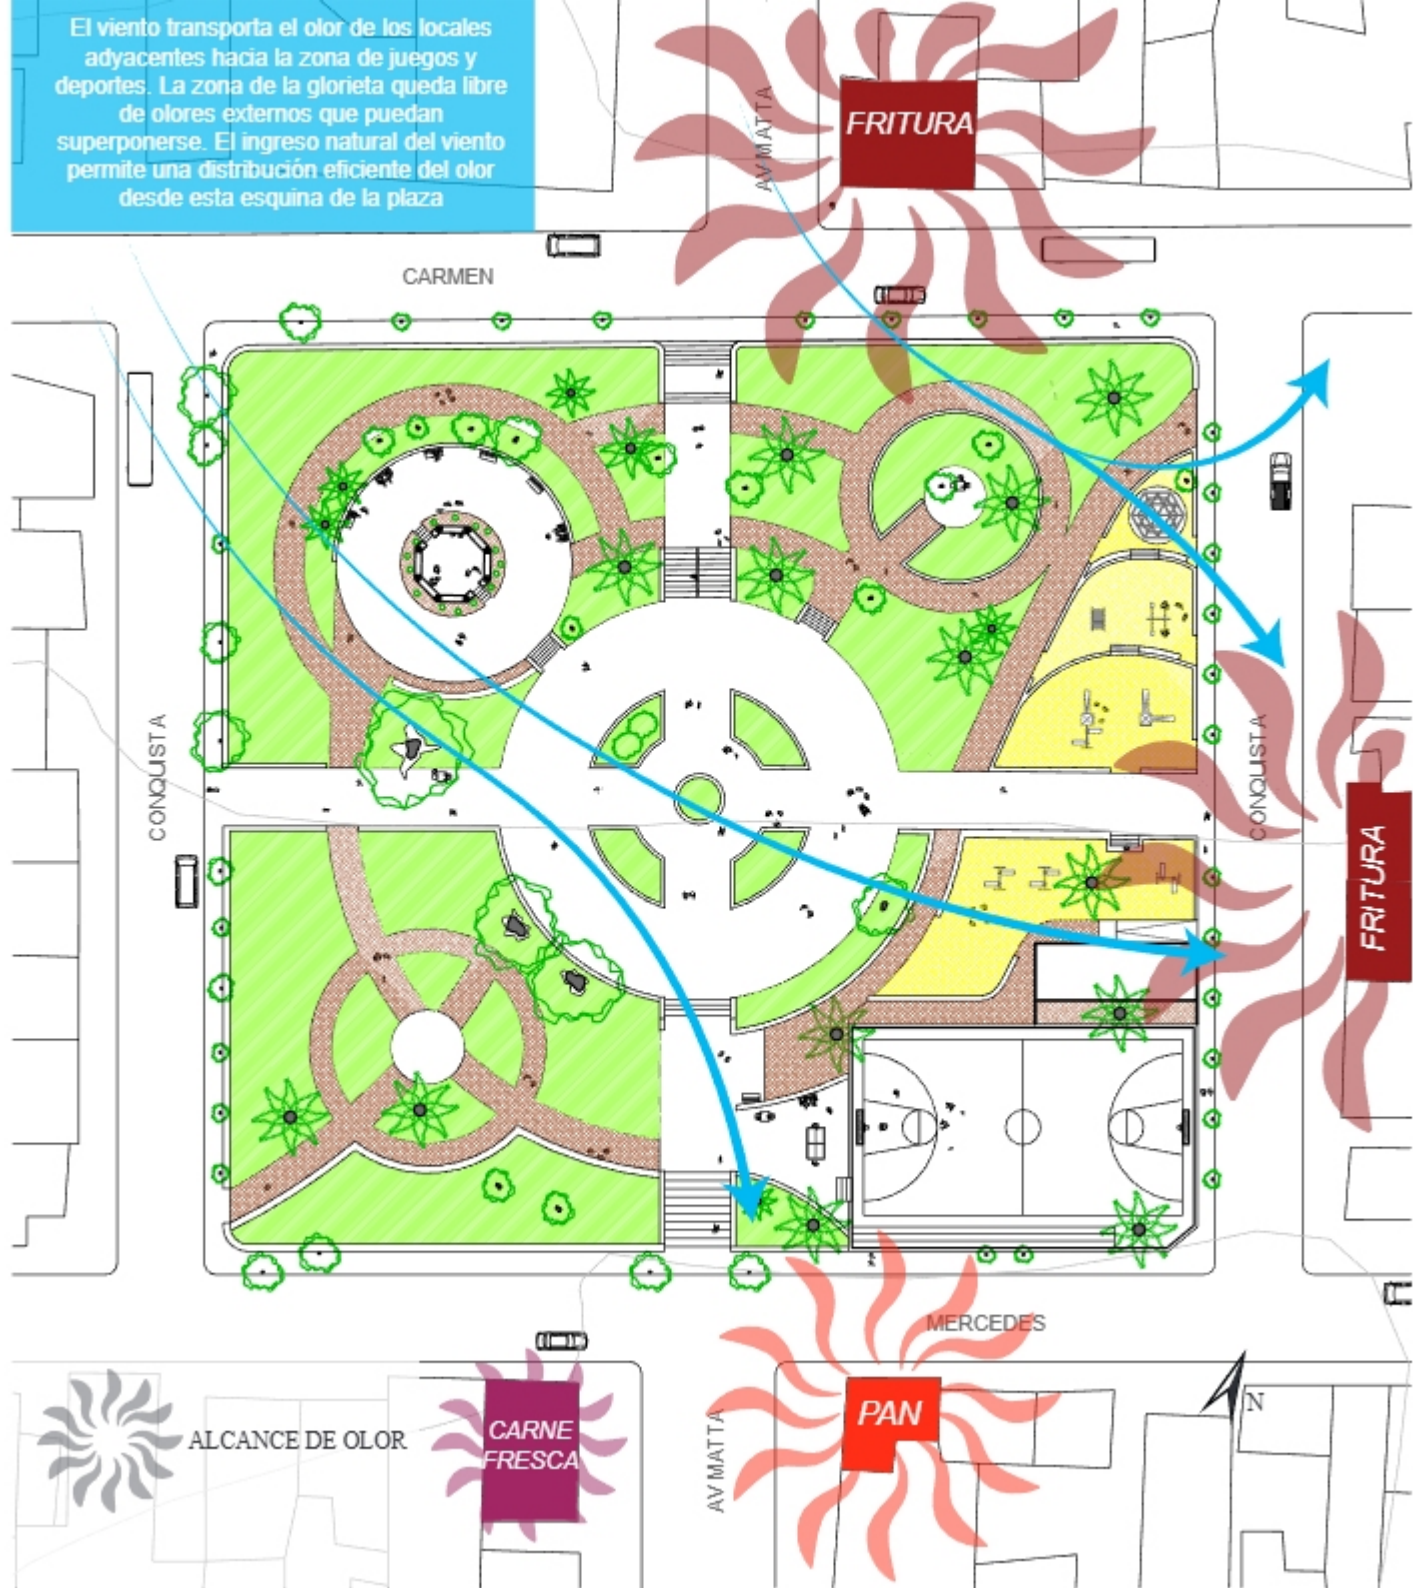 El viento transporta el olor de los locales
adyacentes hacia la zona de juegos y
deportes. La zona de la glorieta queda libre
de olores externos que puedan
superponerse. El ingreso natural del viento
permite una distribución eficiente del olor
desde esta esquina de la plaza
AV MATTA
FRITURA
CARMEN
CONQUISTA
CONQUISTA
FRITURA
MERCEDES
ALCANCE DE OLOR
CARNE
FRESCA
AV MATTA
PAN
N